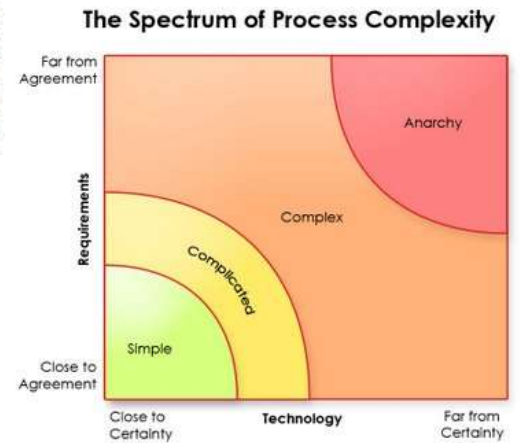 The Spectrum of Process Complexity
Far from
Agreement
Anarchy
Requirements
Complex
Complicated
Simple
Close to
Agreement
Close to
Certainty
Technology
Far from
Certainty